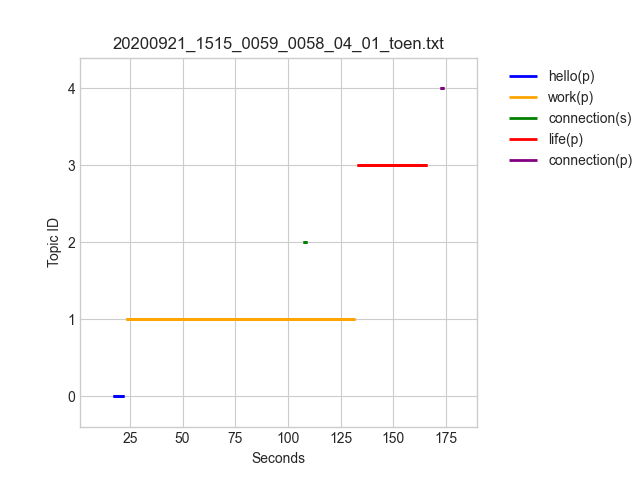 20200921_1515_0059_0058_04_01_toen.txt
hello(p)
work(p)
connection(s)
life(p)
connection(p)
Topic ID
4
3
2
1
0
25 50 75 100 125 150 175
Seconds